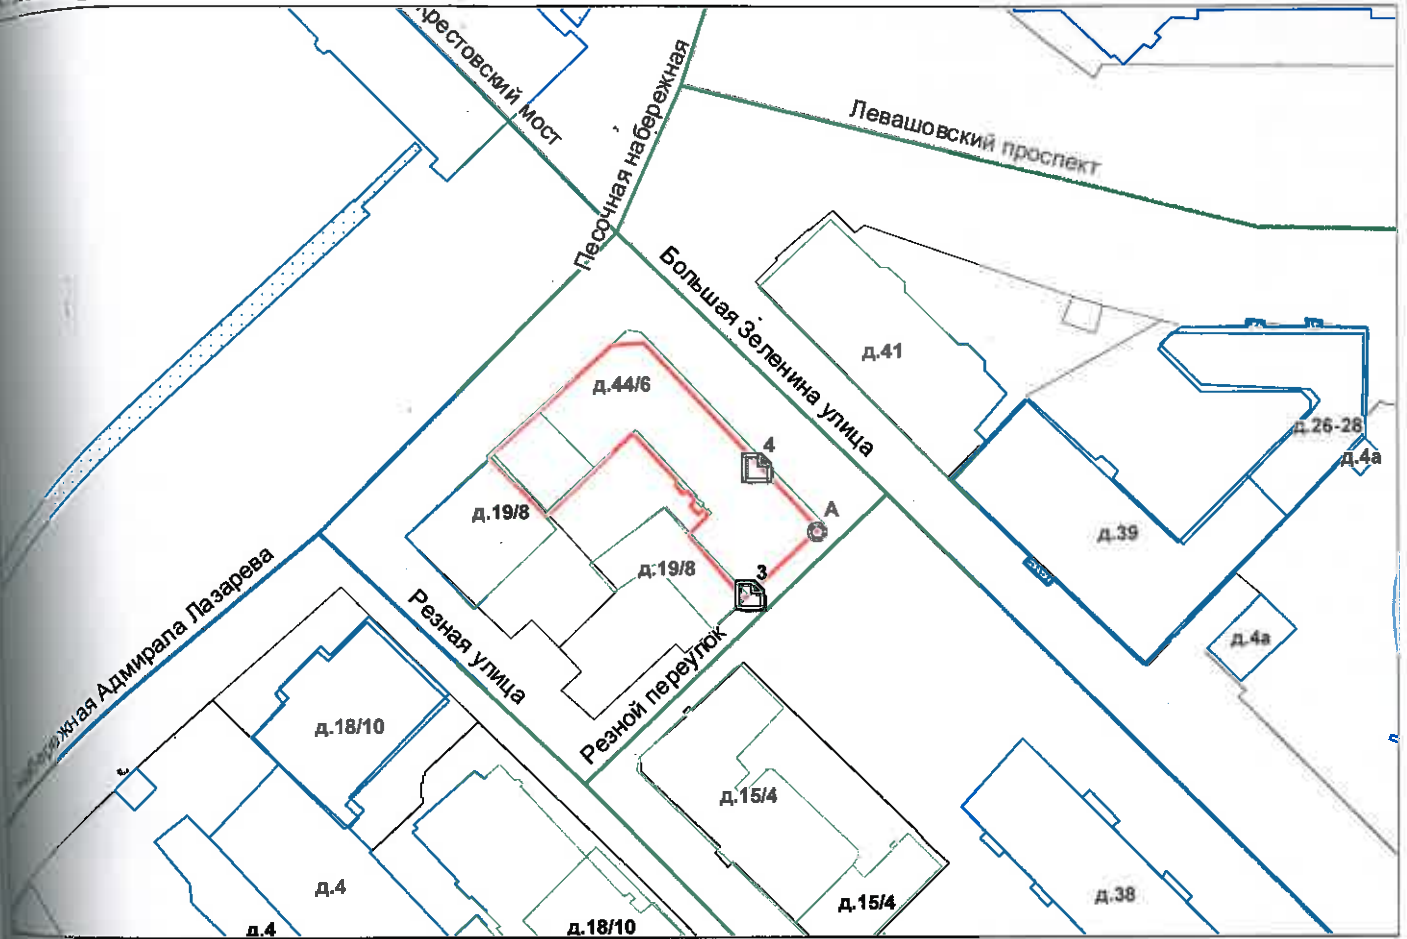 Крестовский мост
Песочная набережная
Левашовский проспект
Большая Зеленина улица
д.41
д.44/6
4
д.26-28
д.4а
А
д.19/8
д.39
д.19/8
3
набережная Адмирала Лазарева
Резная улица
Резной переулок
д.4а
д.18/10
д.15/4
д.4
д.15/4
д.38
д.4
д.18/10